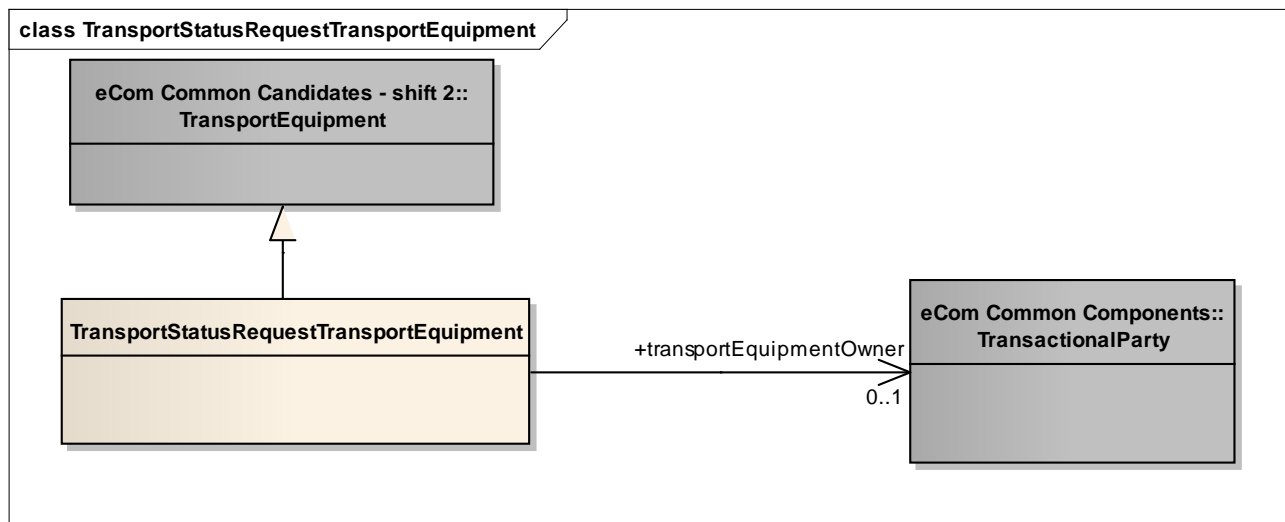 class TransportStatusRequestTransportEquipment
eCom Common Candidates - shift 2::
TransportEquipment
TransportStatusRequestTransportEquipment
+transportEquipmentOwner
0..1
eCom Common Components::
TransactionalParty